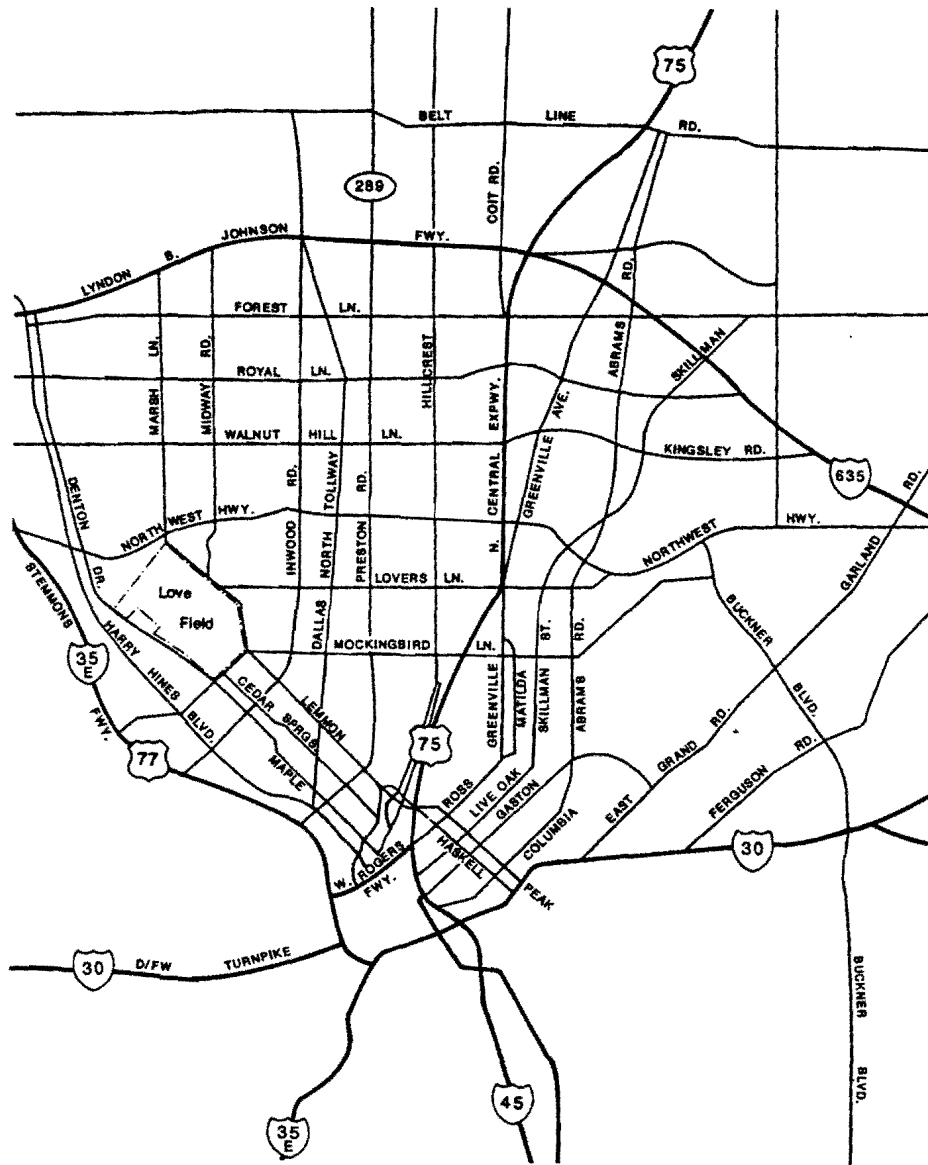 75
BELT LINE RD.
289
COIT RD.
LYNDON B. JOHNSON FWY.
FOREST LN.
MARSH LN.
MIDWAY RD.
HILLCREST
ABRAMS RD.
SKILLMAN
ROYAL LN.
WALNUT HILL LN.
N. CENTRAL EXPWY.
GREENVILLE AVE.
KINGSLEY RD.
635
DENTON DR.
NORTH WEST HWY.
INWOOD RD.
DALLAS NORTH TOLLWAY
PRESTON RD.
NORTHWEST HWY.
GARLAND RD.
LOVERS LN.
Love
Field
STEMMONS FWY.
35
E
MOCKINGBIRD LN.
BUCKNER BLVD.
HARRY HINES BLVD.
CEDAR SPRGS.
LEMMON
MAPLE
GREENVILLE
MATILDA
SKILLMAN ST.
ABRAMS RD.
77
75
ROSS
LIVE OAK
GASTON
COLUMBIA
EAST GRAND RD.
FERGUSON RD.
W. ROGERS FWY.
HASKELL
PEAK
30
30
D/FW TURNPIKE
BUCKNER BLVD.
35
E
45